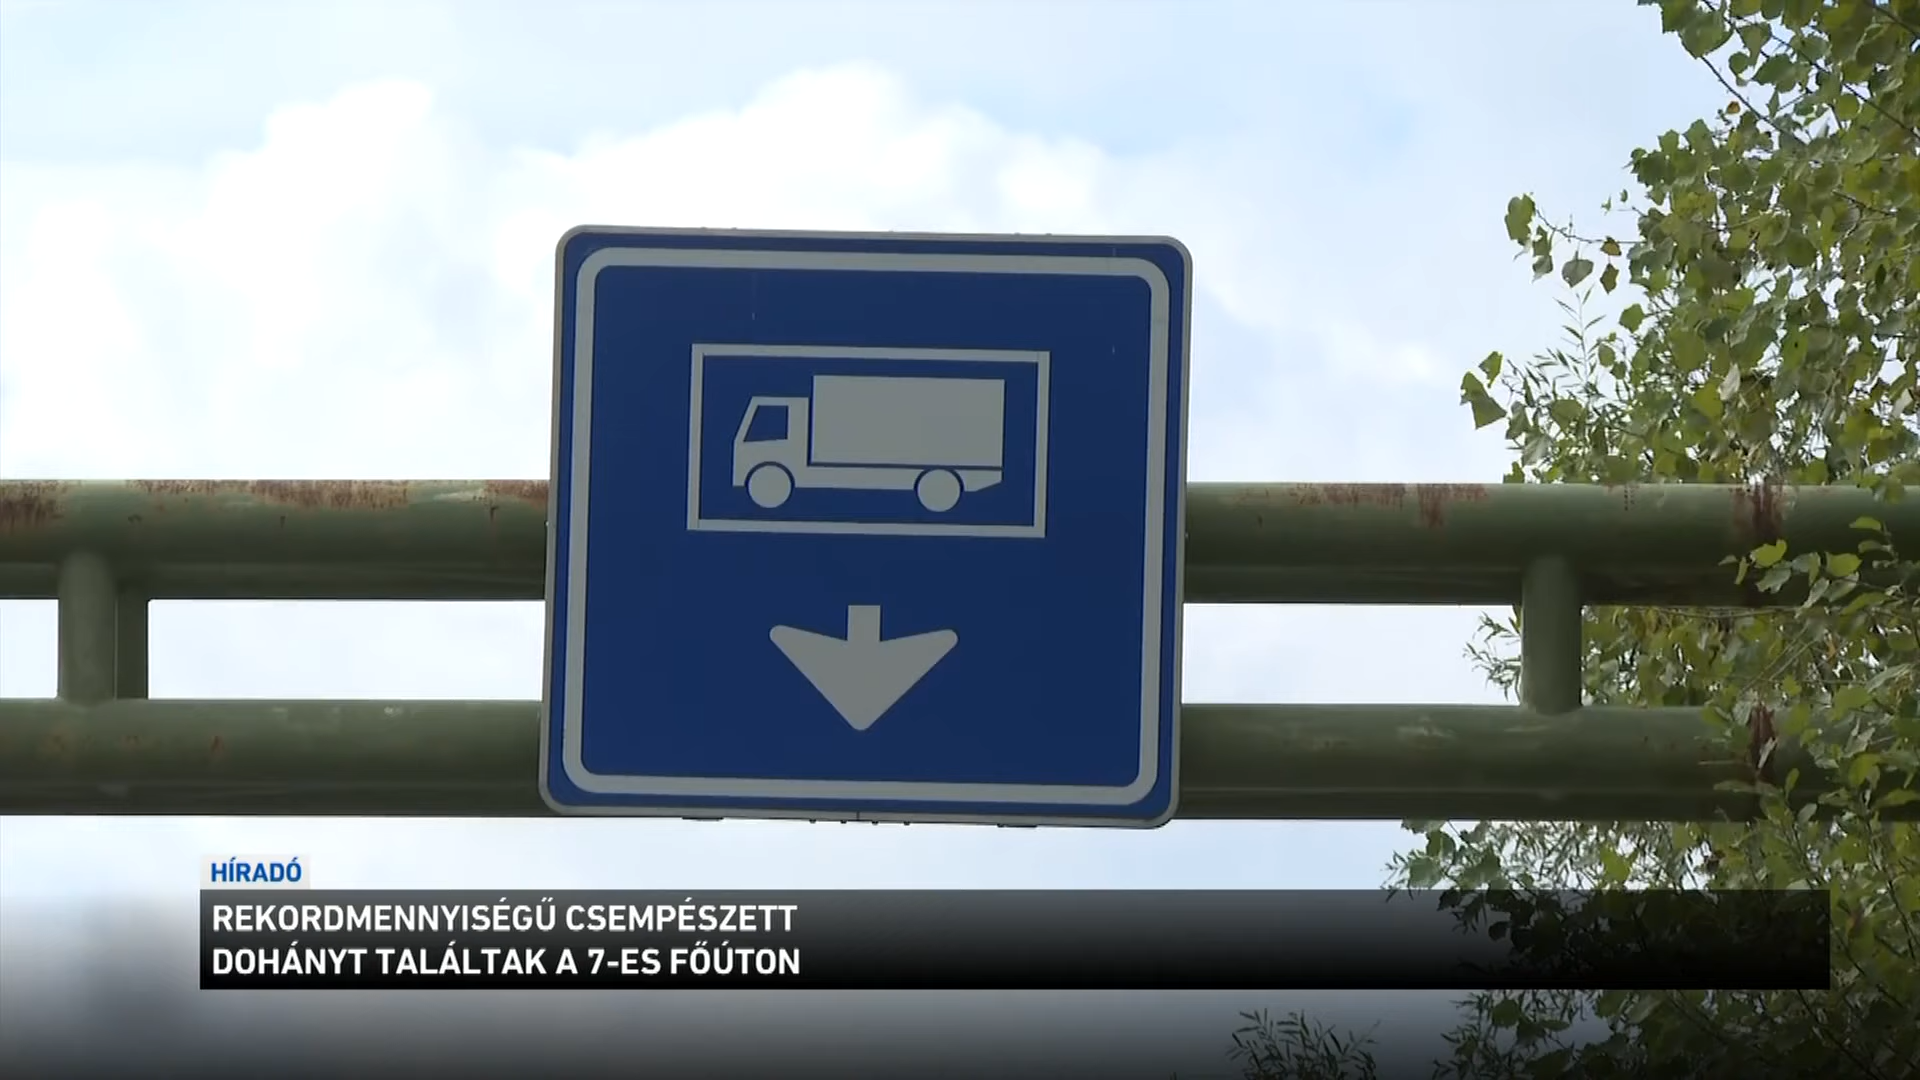 HÍRADÓ
REKORDMENNYISÉGŰ CSEMPÉSZETT
DOHÁNYT TALÁLTAK A 7-ES FŐÚTON